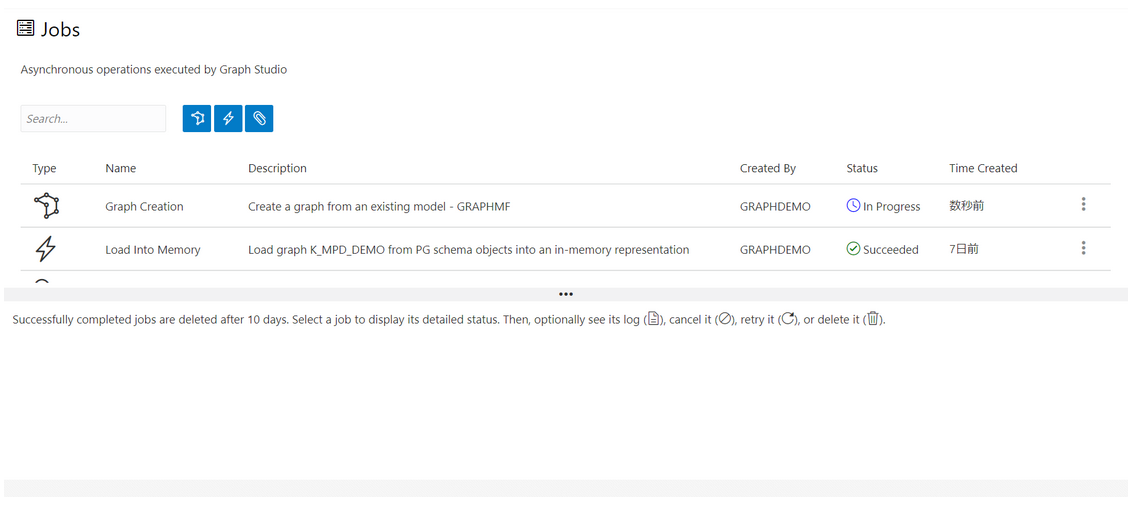 Jobs
Asynchronous operations executed by Graph Studio
Search...
Type Name Description Created By Status Time Created
Graph Creation Create a graph from an existing model - GRAPHMF GRAPHDEMO In Progress 数秒前
Load Into Memory Load graph K_MPD_DEMO from PG schema objects into an in-memory representation GRAPHDEMO Succeeded 7日前
Successfully completed jobs are deleted after 10 days. Select a job to display its detailed status. Then, optionally see its log (), cancel it (), retry it (), or delete it ().